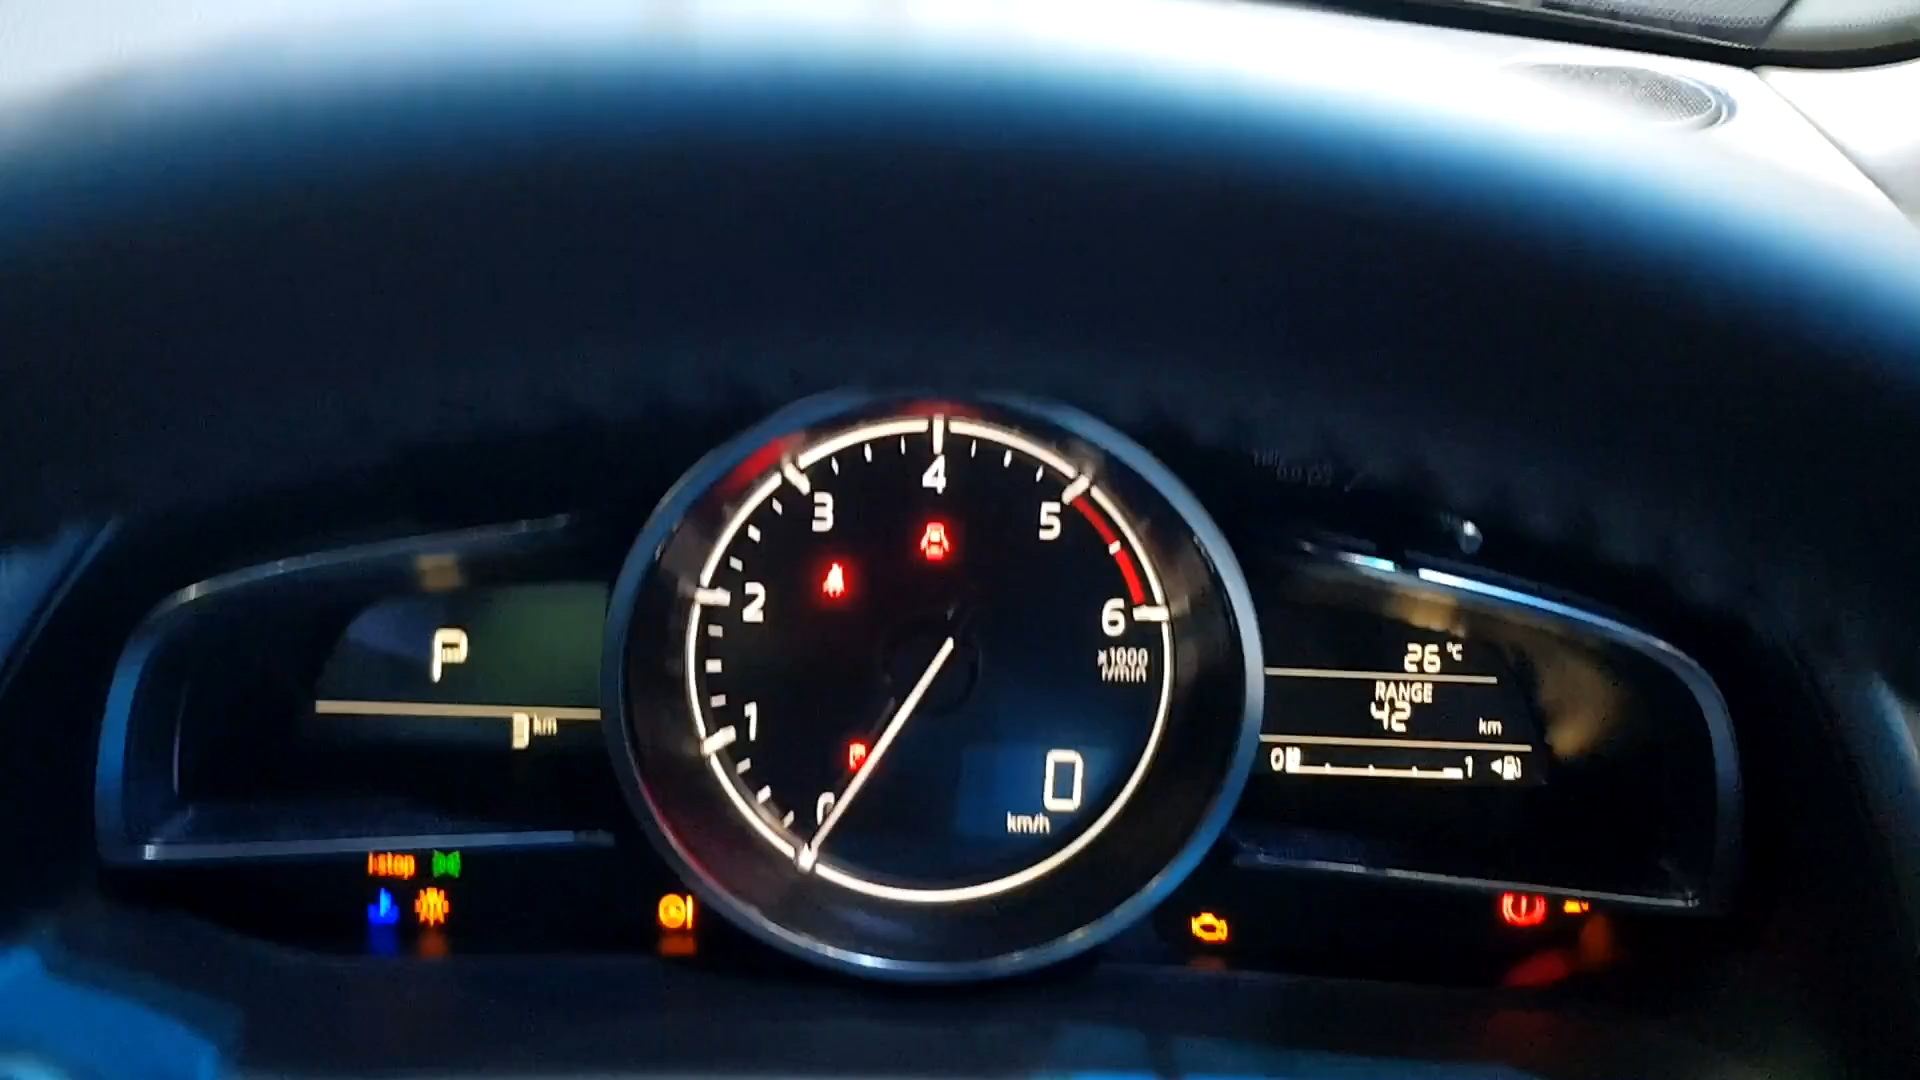 4
3
5
2
6
x1000
r/min
1
0
P
km
0
km/h
26 °C
RANGE
42 km
0 1
i-stop